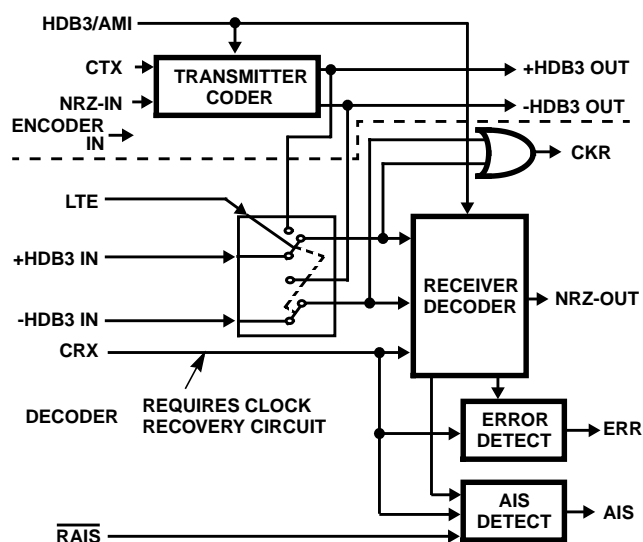 HDB3/AMI
CTX
TRANSMITTER
CODER
+HDB3 OUT
NRZ-IN
-HDB3 OUT
ENCODER
IN
CKR
LTE
+HDB3 IN
RECEIVER
DECODER
NRZ-OUT
-HDB3 IN
CRX
DECODER
REQUIRES CLOCK
RECOVERY CIRCUIT
ERROR
DETECT
ERR
AIS
DETECT
AIS
RAIS